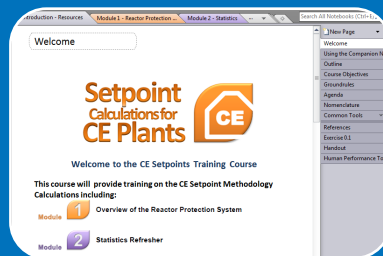 Introduction - Resources
Module 1 - Reactor Protection ...
Module 2 - Statistics
Search All Notebooks (Ctrl+E)
New Page
Welcome
Welcome
Using the Companion N
Outline
Course Objectives
Groundrules
Agenda
Nomenclature
Common Tools
References
Exercise 0.1
Handout
Human Performance To
Setpoint
Calculations for
CE Plants
CE
Welcome to the CE Setpoints Training Course
This course will provide training on the CE Setpoint Methodology
Calculations including:
Module 1 Overview of the Reactor Protection System
Module 2 Statistics Refresher